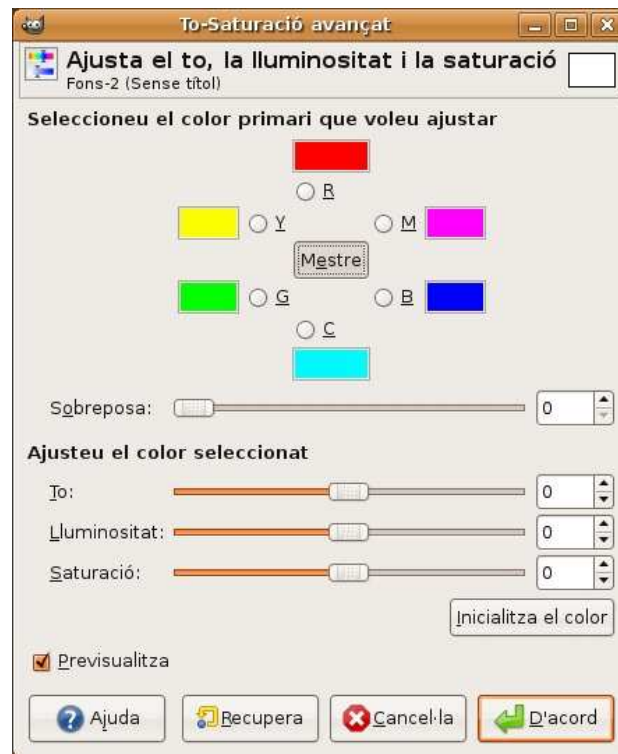 To-Saturació avançat
Ajusta el to, la lluminositat i la saturació
Fons-2 (Sense títol)
Seleccioneu el color primari que voleu ajustar
R
Y M
Mestre
G B
C
Sobreposa: 0
Ajusteu el color seleccionat
To: 0
Lluminositat: 0
Saturació: 0
Inicialitza el color
Previsualitza
Ajuda Recupera Cancel·la D'acord